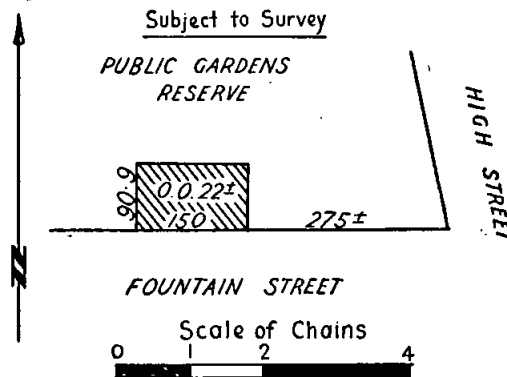 Subject to Survey
PUBLIC GARDENS
RESERVE
HIGH STREET
90.9
0.0.22±
150
275±
N
FOUNTAIN STREET
Scale of Chains
0 1 2 4